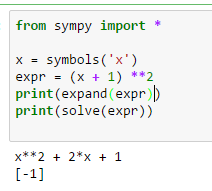 from sympy import *
x = symbols('x')
expr = (x + 1) **2
print(expand(expr))
print(solve(expr))
x**2 + 2*x + 1
[-1]